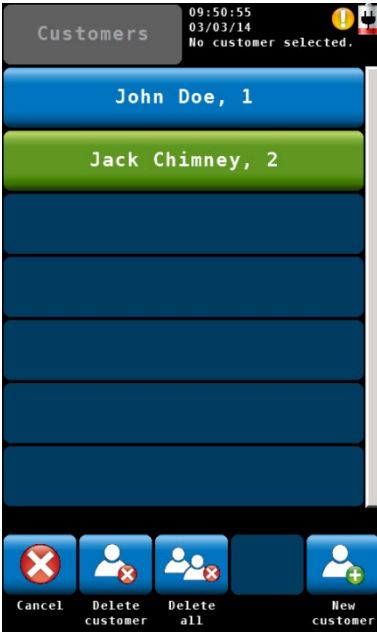 Customers
09:50:55
03/03/14
No customer selected.
John Doe, 1
Jack Chimney, 2
Cancel
Delete customer
Delete all
New customer